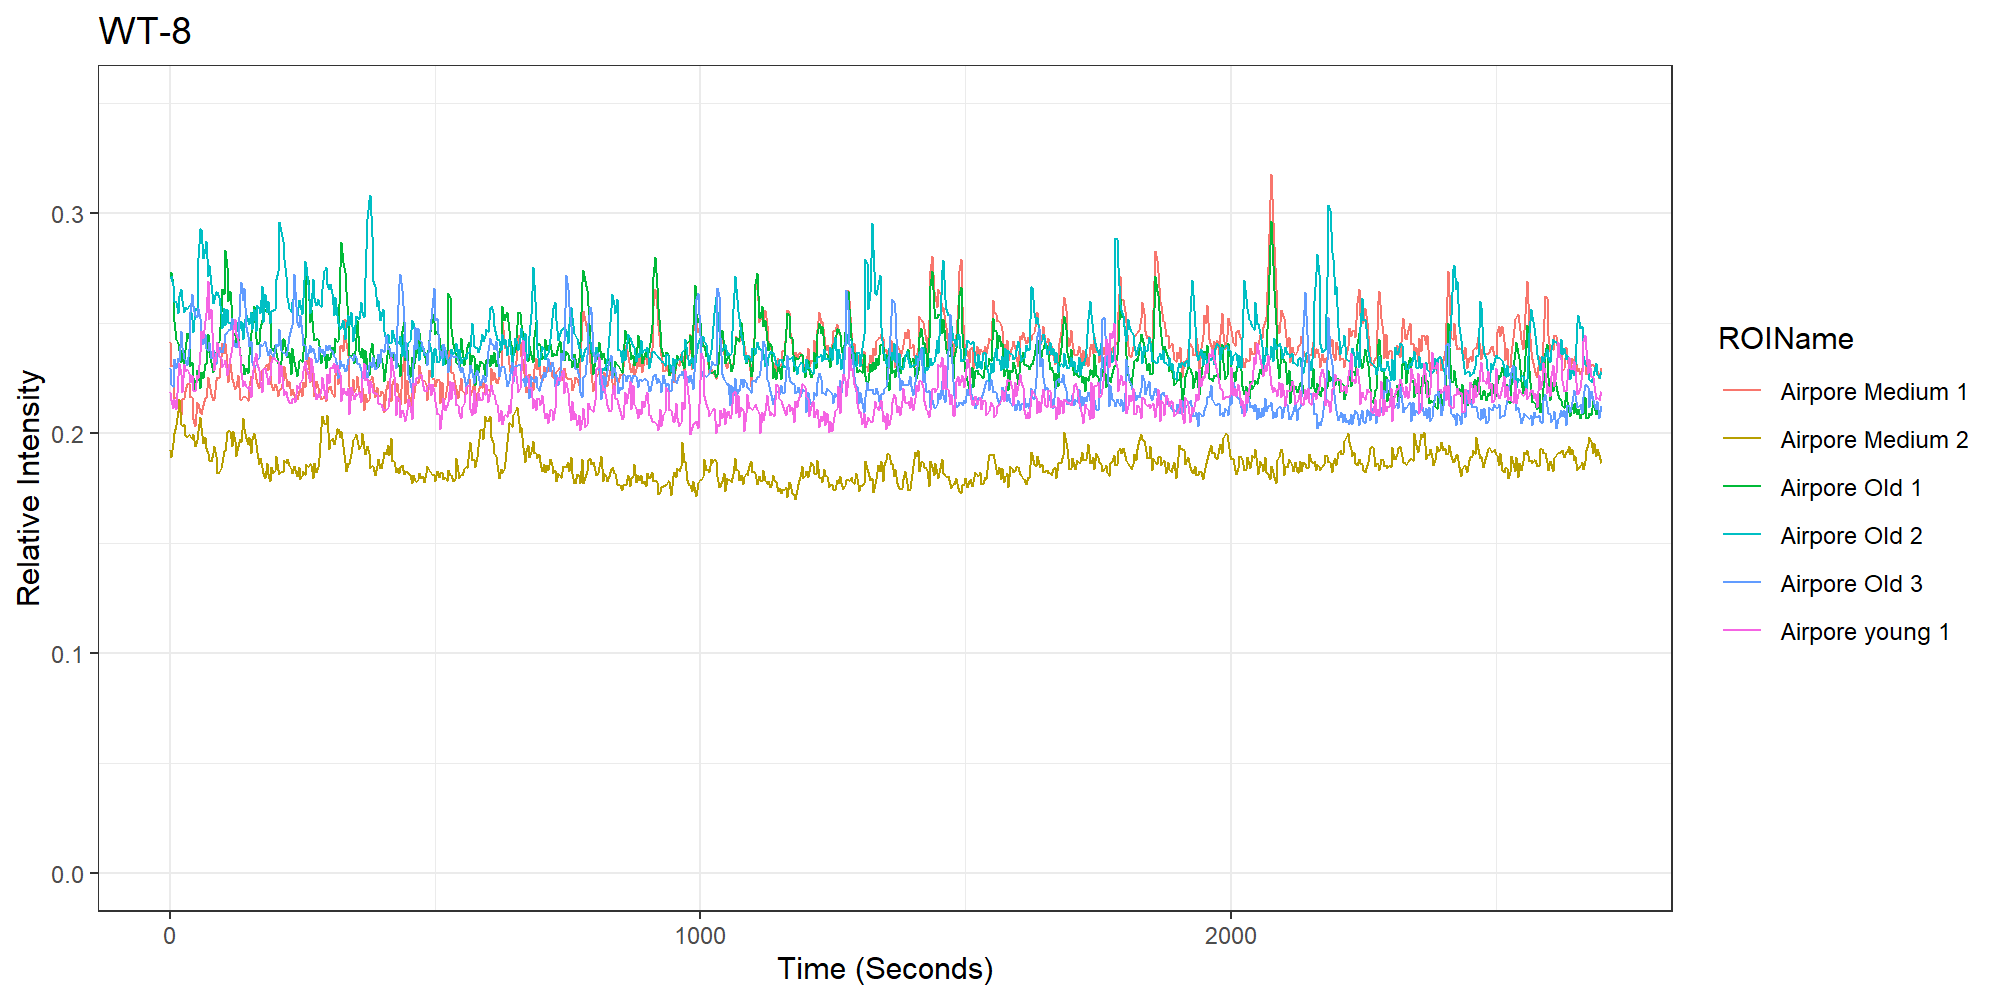 WT-8
Relative Intensity
0.3
0.2
0.1
0.0
0
1000
2000
Time (Seconds)
ROIName
Airpore Medium 1
Airpore Medium 2
Airpore Old 1
Airpore Old 2
Airpore Old 3
Airpore young 1